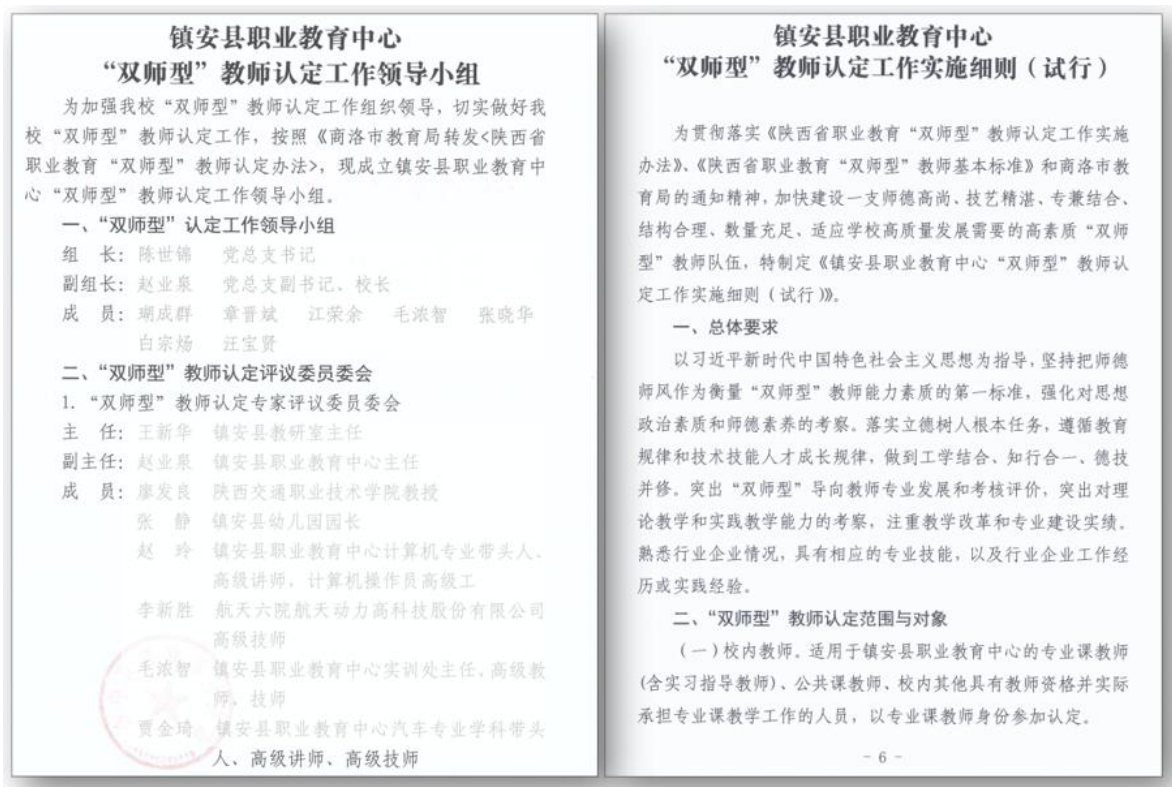 镇安县职业教育中心
“双师型”教师认定工作领导小组
为加强我校“双师型”教师认定工作组织领导，切实做好我
校“双师型”教师认定工作，按照《商洛市教育局转发<陕西省
职业教育“双师型”教师认定办法>，现成立镇安县职业教育中
心“双师型”教师认定工作领导小组。
一、“双师型”认定工作领导小组
组 长：陈世锦 党总支书记
副组长：赵业泉 党总支副书记、校长
成 员：瑚成群 章晋斌 江荣余 毛浓智 张晓华
白宗炀 汪宝贤
二、“双师型”教师认定评议委员委会
1. “双师型”教师认定专家评议委员委会
主 任：王新华 镇安县教研室主任
副主任：赵业泉 镇安县职业教育中心主任
成 员：廖发良 陕西交通职业技术学院教授
张 静 镇安县幼儿园园长
赵 玲 镇安县职业教育中心计算机专业带头人、
高级讲师，计算机操作员高级工
李新胜 航天六院航天动力高科技股份有限公司
高级技师
毛浓智 镇安县职业教育中心实训处主任、高级教
师、技师
贾金琦 镇安县职业教育中心汽车专业学科带头
人、高级讲师、高级技师
镇安县职业教育中心
“双师型”教师认定工作实施细则（试行）
为贯彻落实《陕西省职业教育“双师型”教师认定工作实施
办法》、《陕西省职业教育“双师型”教师基本标准》和商洛市教
育局的通知精神，加快建设一支师德高尚、技艺精湛、专兼结合、
结构合理、数量充足、适应学校高质量发展需要的高素质“双师
型”教师队伍，特制定《镇安县职业教育中心“双师型”教师认
定工作实施细则（试行）》。
一、总体要求
以习近平新时代中国特色社会主义思想为指导，坚持把师德
师风作为衡量“双师型”教师能力素质的第一标准，强化对思想
政治素质和师德素养的考察。落实立德树人根本任务，遵循教育
规律和技术技能人才成长规律，做到工学结合、知行合一、德技
并修。突出“双师型”导向教师专业发展和考核评价，突出对理
论教学和实践教学能力的考察，注重教学改革和专业建设实绩。
熟悉行业企业情况，具有相应的专业技能，以及行业企业工作经
历或实践经验。
二、“双师型”教师认定范围与对象
（一）校内教师。适用于镇安县职业教育中心的专业课教师
(含实习指导教师)、公共课教师、校内其他具有教师资格并实际
承担专业课教学工作的人员，以专业课教师身份参加认定。
- 6 -